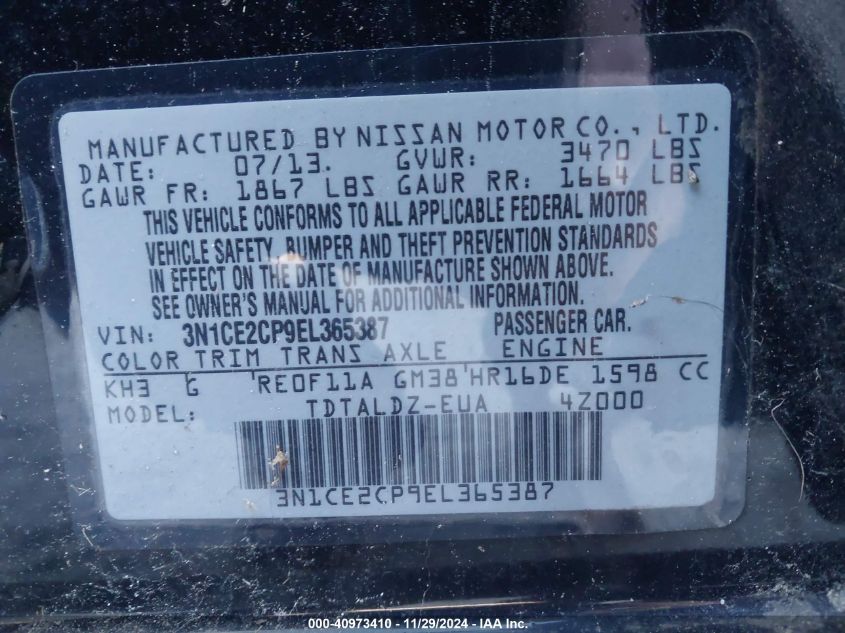 MANUFACTURED BY NISSAN MOTOR CO., LTD.
DATE: 07/13. GVWR: 3470 LBS
GAWR FR: 1867 LBS GAWR RR: 1664 LBS
THIS VEHICLE CONFORMS TO ALL APPLICABLE FEDERAL MOTOR
VEHICLE SAFETY, BUMPER AND THEFT PREVENTION STANDARDS
IN EFFECT ON THE DATE OF MANUFACTURE SHOWN ABOVE.
SEE OWNER'S MANUAL FOR ADDITIONAL INFORMATION.
VIN: 3N1CE2CP9EL365387 PASSENGER CAR.
COLOR TRIM TRANS AXLE ENGINE
KH3 G RE0F11A GM38 HR16DE 1598 CC
MODEL: TDTALDZ-EUA 4Z000
3N1CE2CP9EL365387
000-40973410 - 11/29/2024 - IAAI.COM